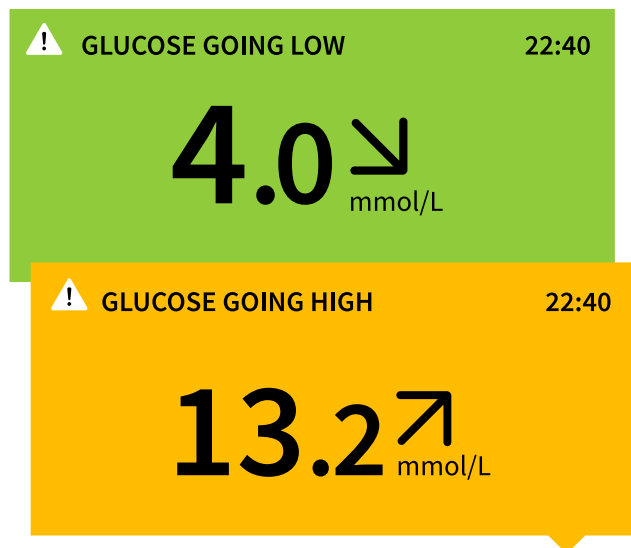 GLUCOSE GOING LOW 22:40
4.0
mmol/L
GLUCOSE GOING HIGH 22:40
13.2
mmol/L